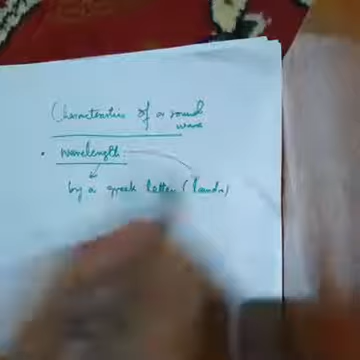 Characteristics of a sound
wave
• wavelength
by a greek letter (lamda)